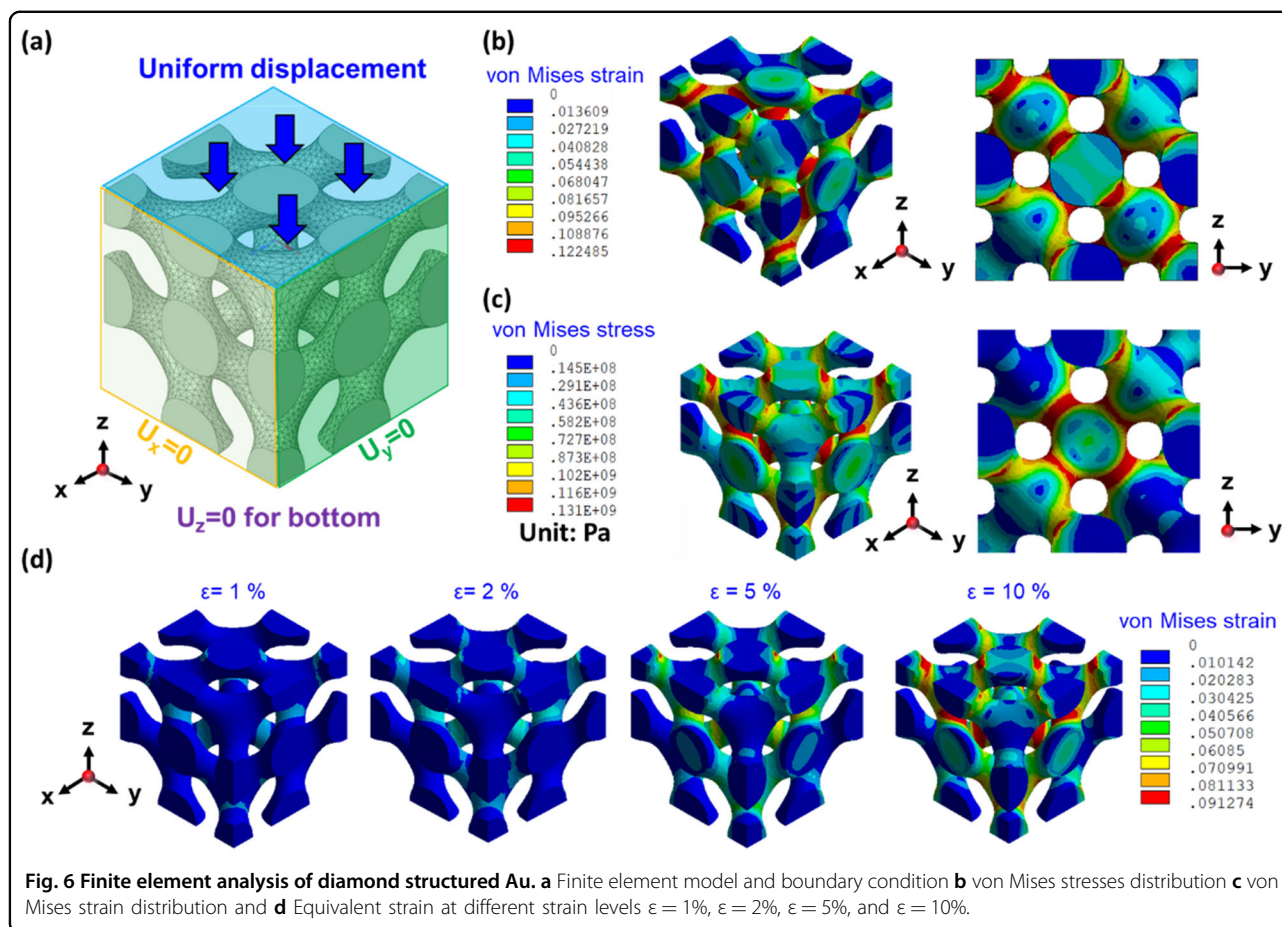 (a)
Uniform displacement
U_x=0
U_y=0
U_z=0 for bottom
z
x
y
(b)
von Mises strain
0
.013609
.027219
.040828
.054438
.068047
.081657
.095266
.108876
.122485
z
x
y
z
y
(c)
von Mises stress
0
.145E+08
.291E+08
.436E+08
.582E+08
.727E+08
.873E+08
.102E+09
.116E+09
.131E+09
Unit: Pa
z
x
y
z
y
(d)
ε= 1 %
ε= 2 %
ε = 5 %
ε = 10 %
z
x
y
von Mises strain
0
.010142
.020283
.030425
.040566
.050708
.06085
.070991
.081133
.091274
Fig. 6 Finite element analysis of diamond structured Au. a Finite element model and boundary condition b von Mises stresses distribution c von
Mises strain distribution and d Equivalent strain at different strain levels ε = 1%, ε = 2%, ε = 5%, and ε = 10%.